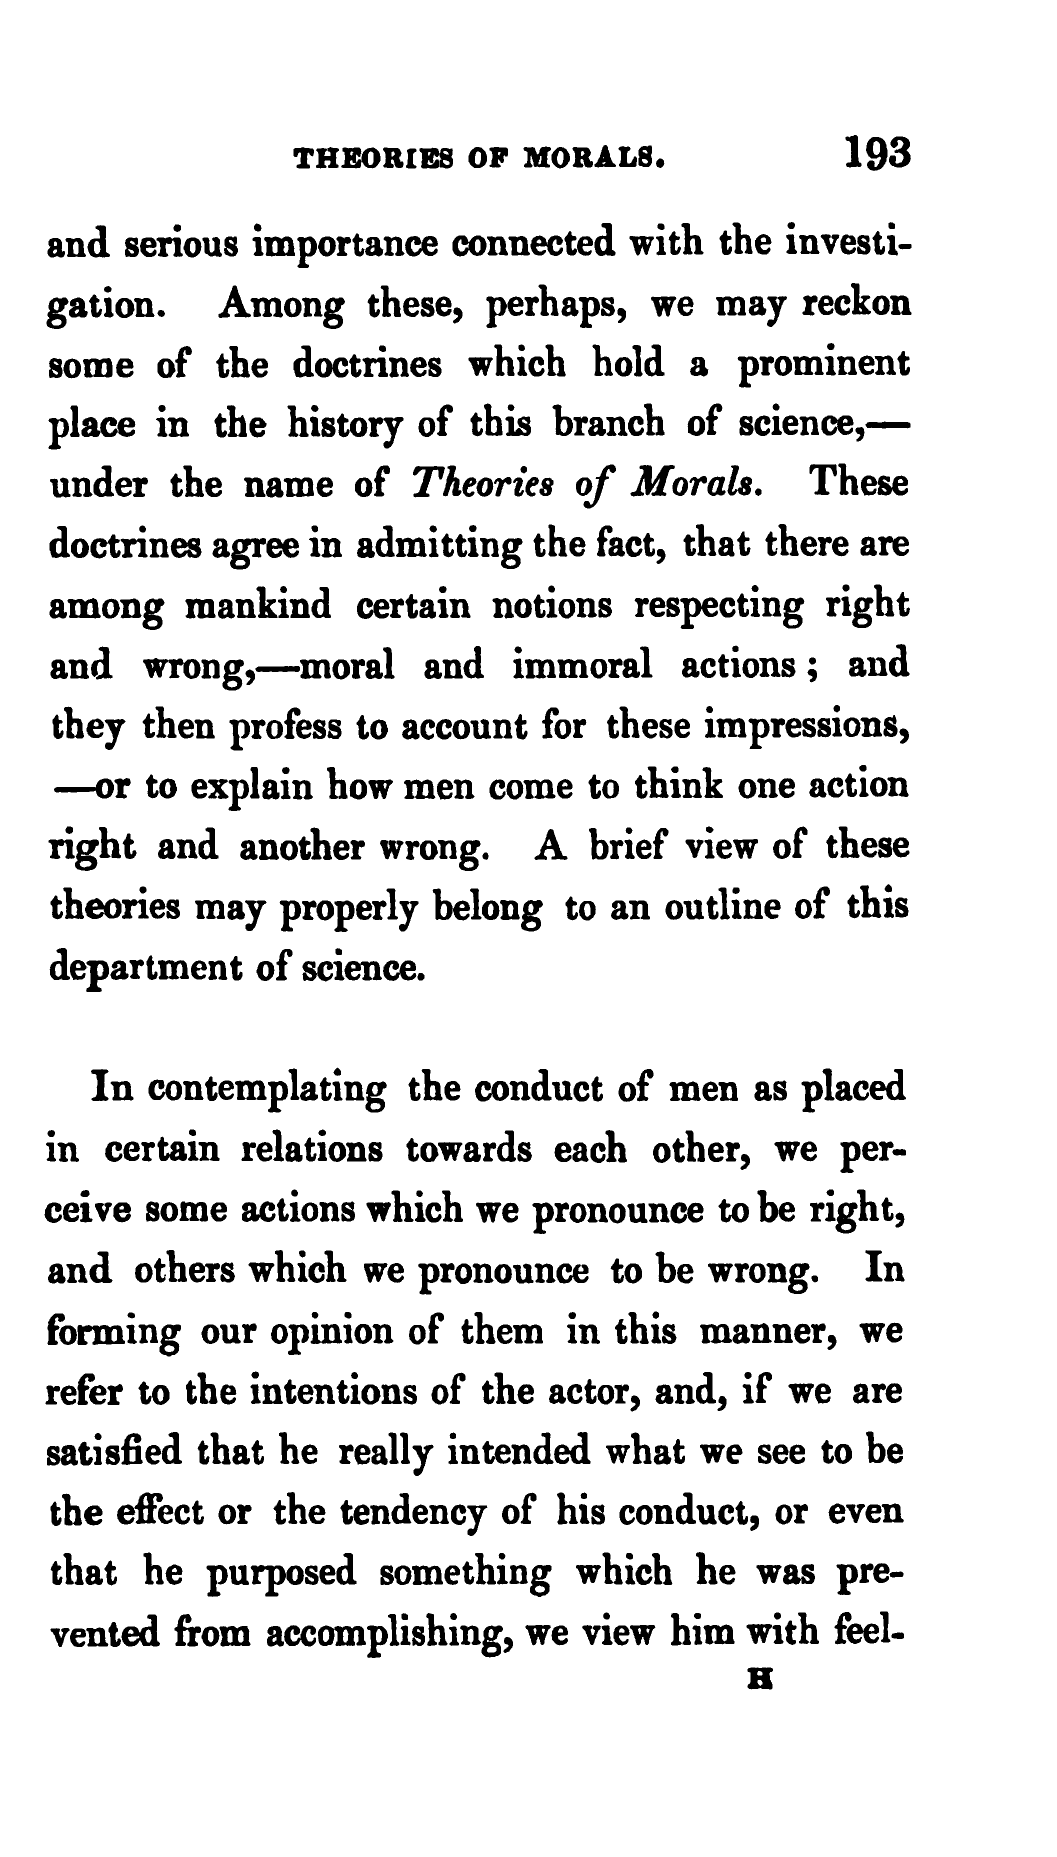 THEORIES OF MORALS. 193
and serious importance connected with the investi-
gation. Among these, perhaps, we may reckon
some of the doctrines which hold a prominent
place in the history of this branch of science,—
under the name of Theories of Morals. These
doctrines agree in admitting the fact, that there are
among mankind certain notions respecting right
and wrong,—moral and immoral actions ; and
they then profess to account for these impressions,
—or to explain how men come to think one action
right and another wrong. A brief view of these
theories may properly belong to an outline of this
department of science.
In contemplating the conduct of men as placed
in certain relations towards each other, we per-
ceive some actions which we pronounce to be right,
and others which we pronounce to be wrong. In
forming our opinion of them in this manner, we
refer to the intentions of the actor, and, if we are
satisfied that he really intended what we see to be
the effect or the tendency of his conduct, or even
that he purposed something which he was pre-
vented from accomplishing, we view him with feel-
H